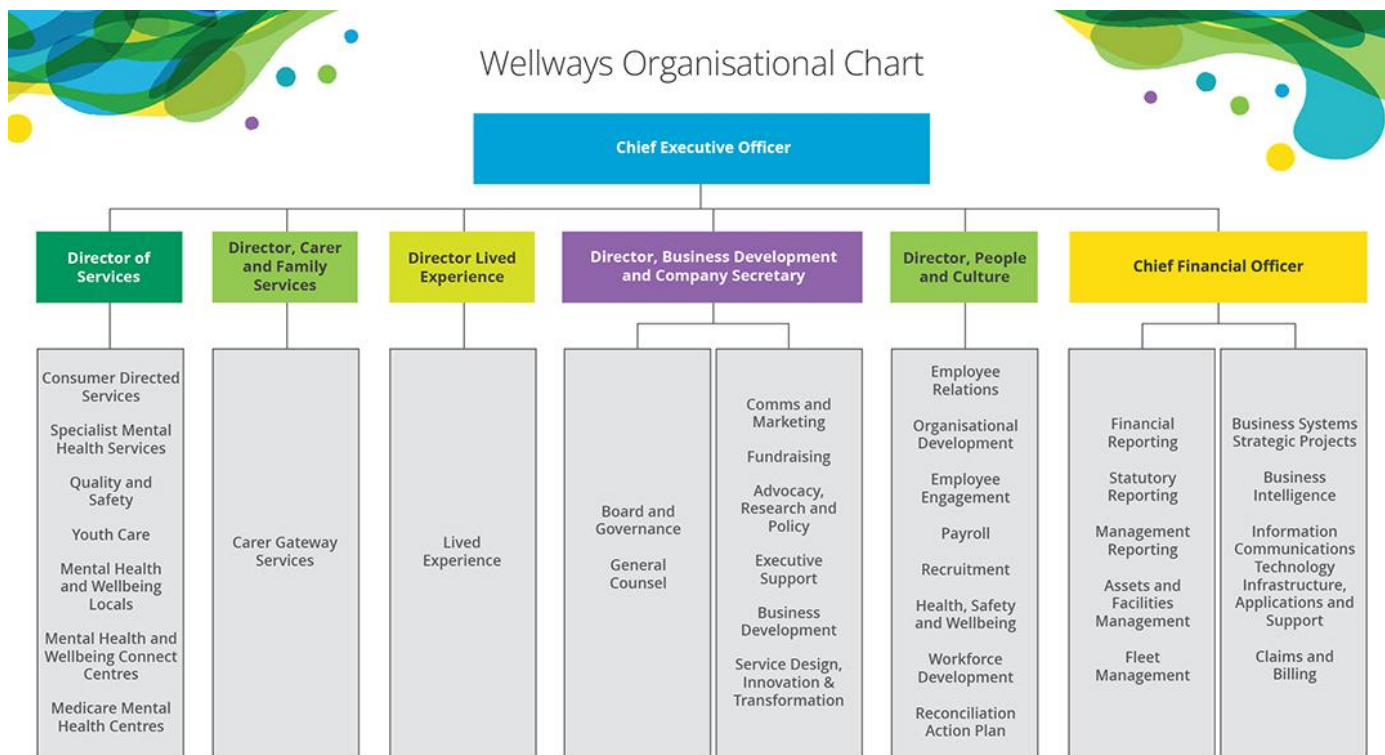 Wellways Organisational Chart
Chief Executive Officer
Director of
Services
Director, Carer
and Family
Services
Director Lived
Experience
Director, Business Development
and Company Secretary
Director, People
and Culture
Chief Financial Officer
Consumer Directed
Services
Specialist Mental
Health Services
Quality and
Safety
Youth Care
Mental Health
and Wellbeing
Locals
Mental Health and
Wellbeing Connect
Centres
Medicare Mental
Health Centres
Carer Gateway
Services
Lived
Experience
Board and
Governance
General
Counsel
Comms and
Marketing
Fundraising
Advocacy,
Research and
Policy
Executive
Support
Business
Development
Service Design,
Innovation &
Transformation
Employee
Relations
Organisational
Development
Employee
Engagement
Payroll
Recruitment
Health, Safety
and Wellbeing
Workforce
Development
Reconciliation
Action Plan
Financial
Reporting
Statutory
Reporting
Management
Reporting
Assets and
Facilities
Management
Fleet
Management
Business Systems
Strategic Projects
Business
Intelligence
Information
Communications
Technology
Infrastructure,
Applications and
Support
Claims and
Billing